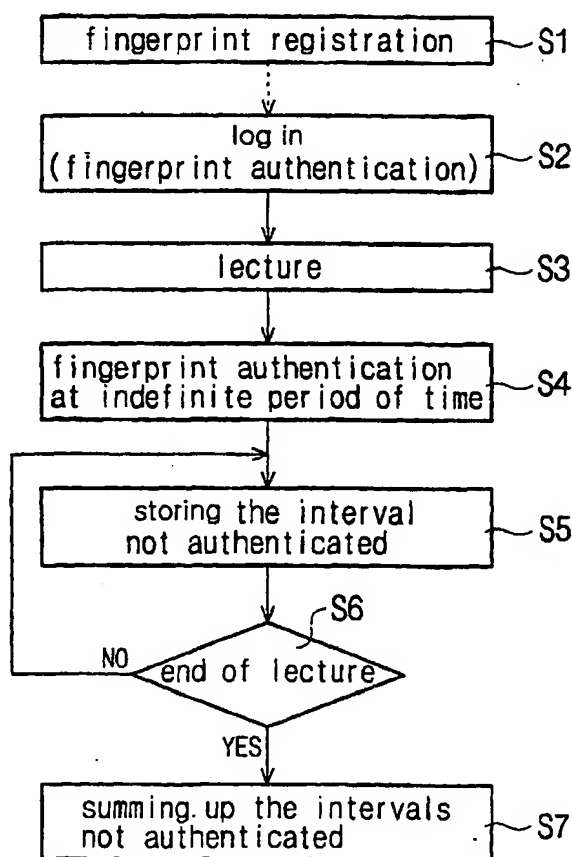 fingerprint registration
S1
log in
(fingerprint authentication)
S2
lecture
S3
fingerprint authentication
at indefinite period of time
S4
storing the interval
not authenticated
S5
S6
end of lecture
NO
YES
summing.up the intervals
not authenticated
S7